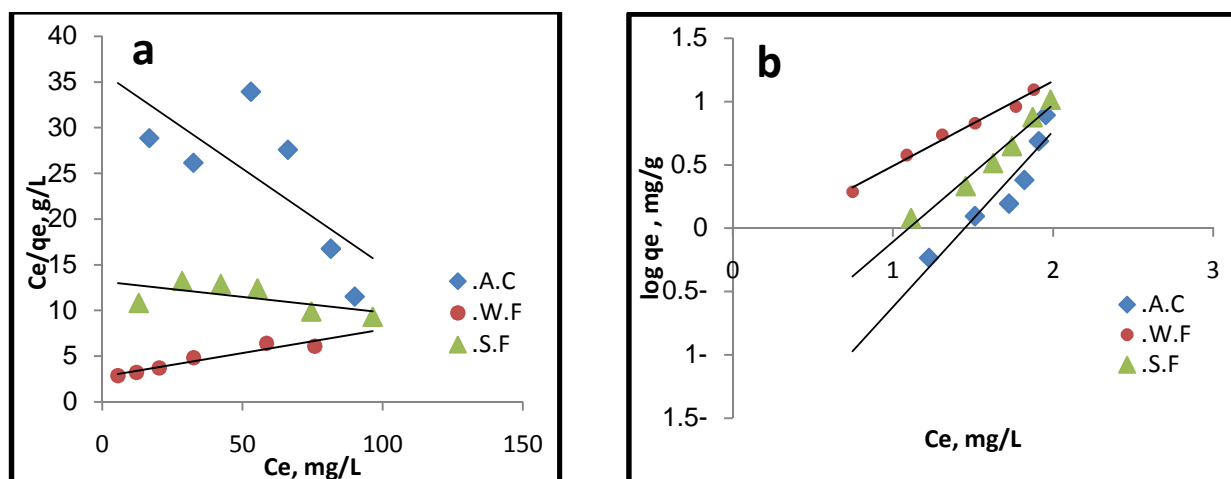 a
40
35
30
25
20
15
10
5
0
Ce/qe, g/L
0 50 100 150
Ce, mg/L
.A.C
.W.F
.S.F
b
1.5
1
0.5
0
0.5-
1-
1.5-
log qe , mg/g
0 1 2 3
Ce, mg/L
.A.C
.W.F
.S.F